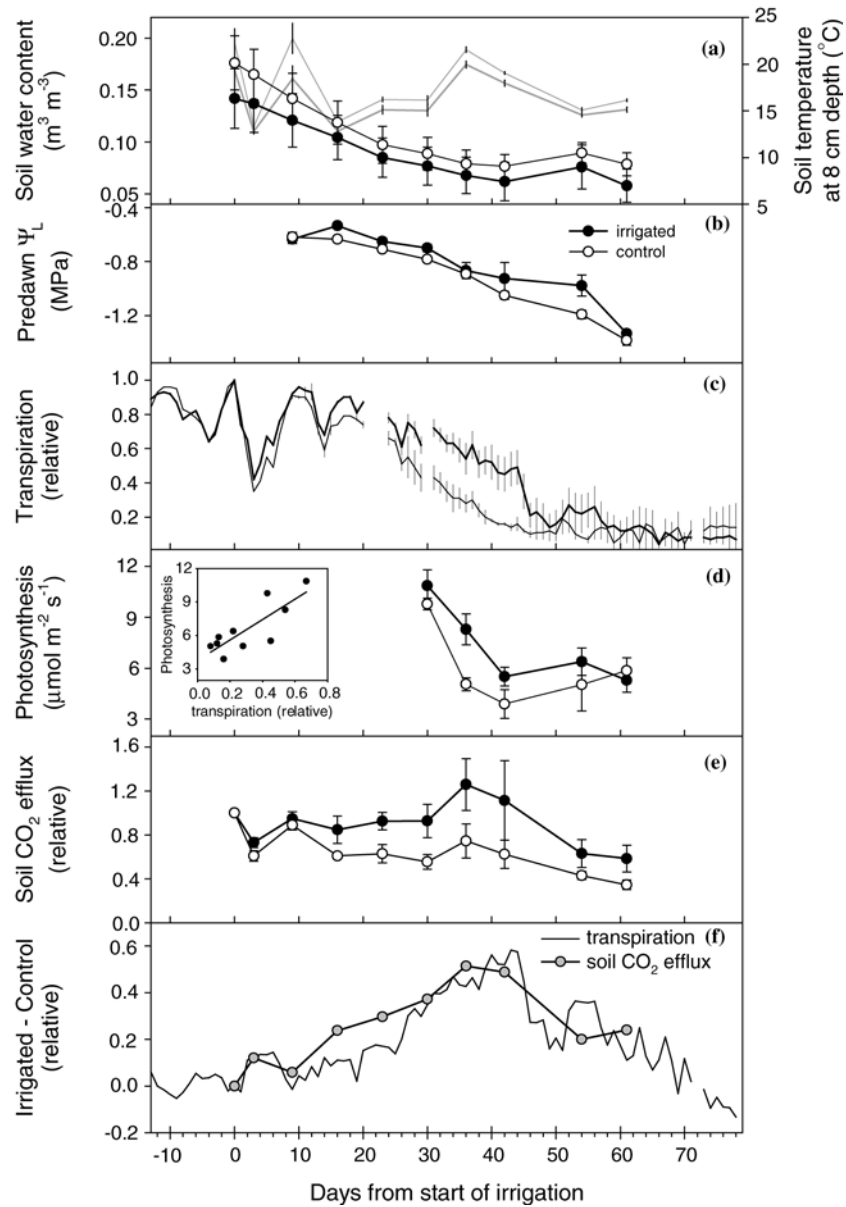 (a)
Soil water content
(m³ m⁻³)
0.20
0.15
0.10
0.05
25
20
15
10
5
Soil temperature
at 8 cm depth (°C)
(b)
Predawn Ψ_L
(MPa)
-0.4
-0.8
-1.2
irrigated
control
(c)
Transpiration
(relative)
1.0
0.8
0.6
0.4
0.2
(d)
Photosynthesis
(μmol m⁻² s⁻¹)
12
9
6
3
Photosynthesis
12
9
6
3
0.0 0.2 0.4 0.6 0.8
transpiration (relative)
(e)
Soil CO₂ efflux
(relative)
1.6
1.2
0.8
0.4
0.0
(f)
Irrigated - Control
(relative)
0.6
0.4
0.2
0.0
-0.2
transpiration
soil CO₂ efflux
-10 0 10 20 30 40 50 60 70
Days from start of irrigation